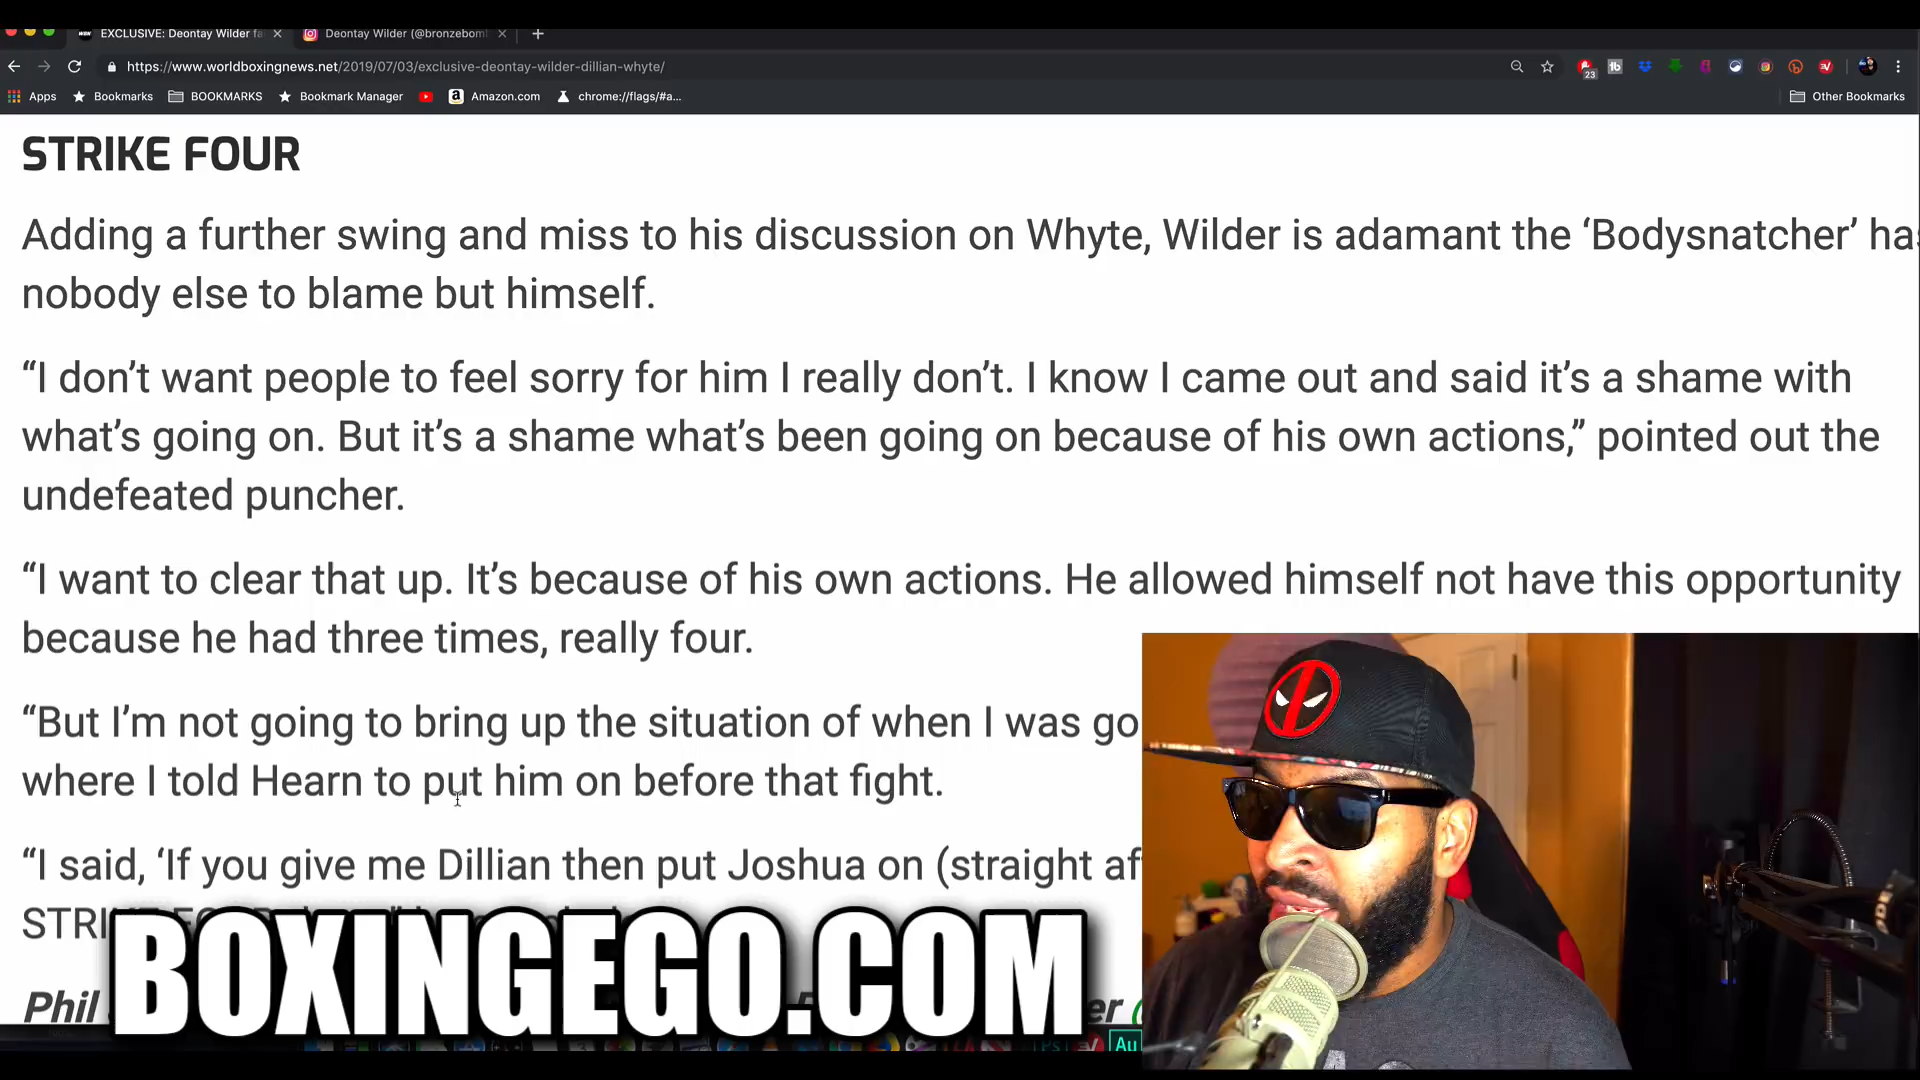 EXCLUSIVE: Deontay Wilder fa
Deontay Wilder (@bronzebom
https://www.worldboxingnews.net/2019/07/03/exclusive-deontay-wilder-dillian-whyte/
23
Apps Bookmarks BOOKMARKS Bookmark Manager Amazon.com chrome://flags/#a... Other Bookmarks
STRIKE FOUR
Adding a further swing and miss to his discussion on Whyte, Wilder is adamant the ‘Bodysnatcher’ has
nobody else to blame but himself.
“I don’t want people to feel sorry for him I really don’t. I know I came out and said it’s a shame with
what’s going on. But it’s a shame what’s been going on because of his own actions,” pointed out the
undefeated puncher.
“I want to clear that up. It’s because of his own actions. He allowed himself not have this opportunity
because he had three times, really four.
“But I’m not going to bring up the situation of when I was go
where I told Hearn to put him on before that fight.
“I said, ‘If you give me Dillian then put Joshua on (straight af
STRI
Phil
er
BOXINGEGO.COM
Ps
Au